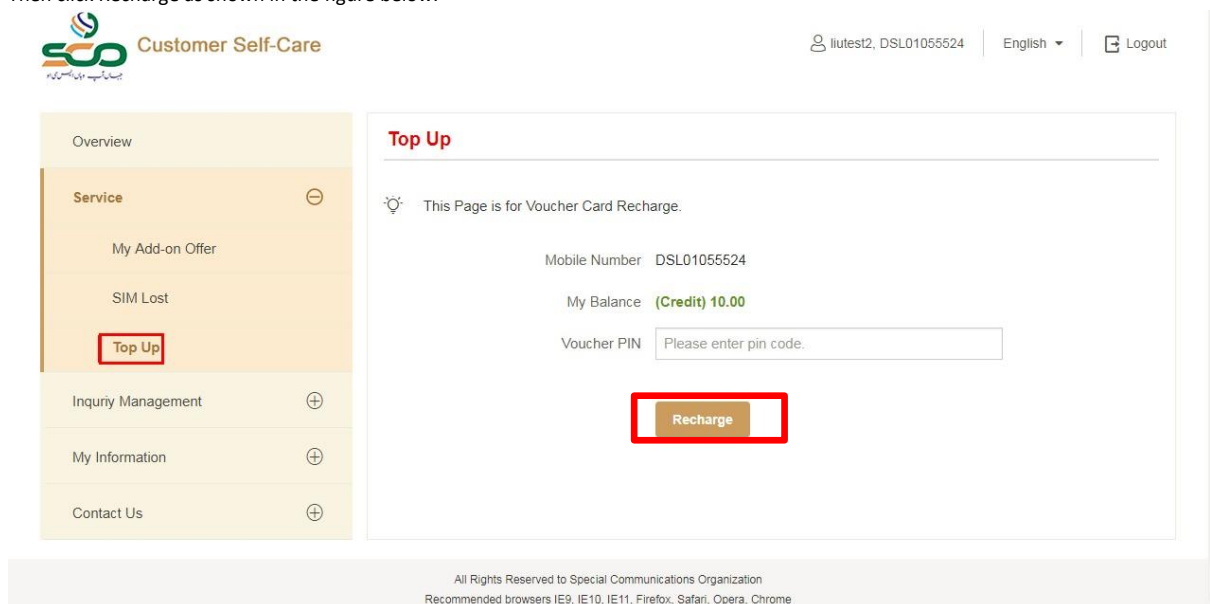 Then click Recharge as shown in the figure below:
SCO
Customer Self-Care
liutest2, DSL01055524
English
Logout
Overview
Service
My Add-on Offer
SIM Lost
Top Up
Inquriy Management
My Information
Contact Us
Top Up
This Page is for Voucher Card Recharge.
Mobile Number DSL01055524
My Balance (Credit) 10.00
Voucher PIN Please enter pin code.
Recharge
All Rights Reserved to Special Communications Organization
Recommended browsers IE9, IE10, IE11, Firefox, Safari, Opera, Chrome